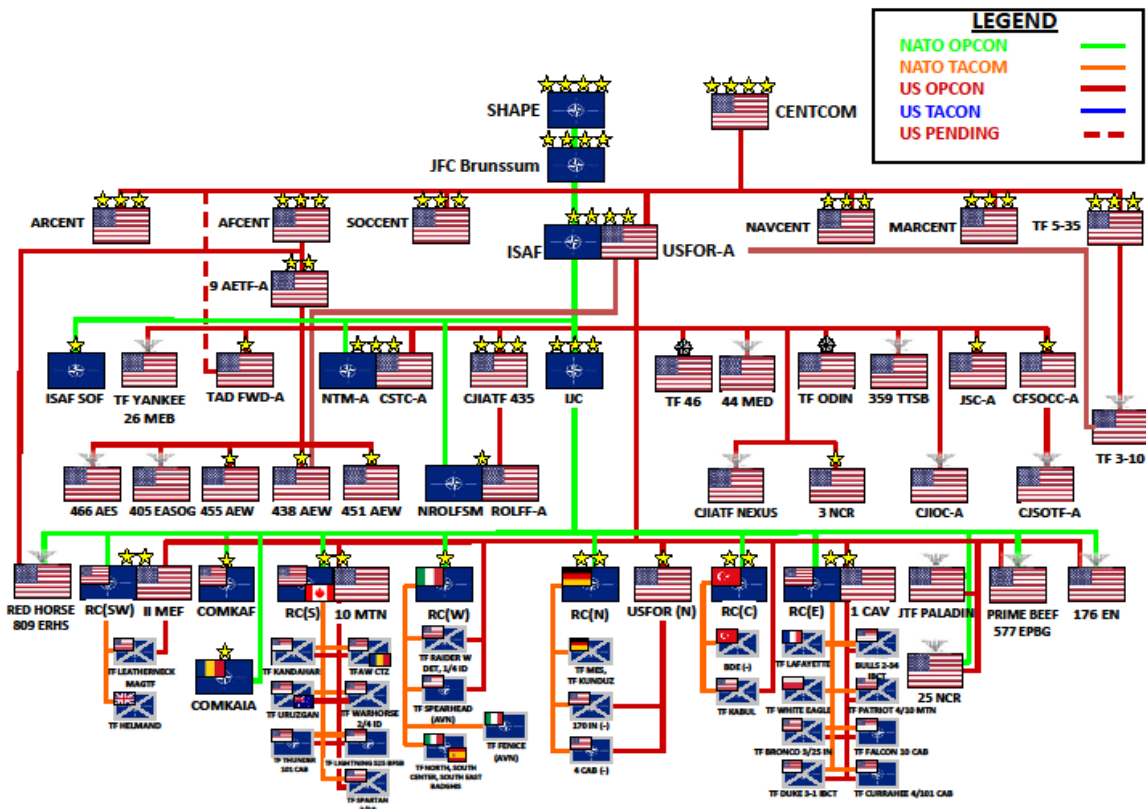 LEGEND
NATO OPCON
NATO TACOM
US OPCON
US TACON
US PENDING
SHAPE
CENTCOM
JFC Brunssum
ARCENT
AFCENT
SOCCENT
ISAF
USFOR-A
NAVCENT
MARCENT
TF 5-35
9 AETF-A
ISAF SOF
TF YANKEE
26 MEB
TAD FWD-A
NTM-A
CSTC-A
CJIATF 435
IJC
TF 46
44 MED
TF ODIN
359 TTSB
JSC-A
CFSOCC-A
TF 3-10
466 AES
405 EASOG
455 AEW
438 AEW
451 AEW
NROLFSM
ROLFF-A
CJIATF NEXUS
3 NCR
CJIOC-A
CJSOTF-A
RED HORSE
809 ERHS
RC(SW)
II MEF
COMKAF
RC(S)
10 MTN
RC(W)
RC(N)
USFOR (N)
RC(C)
RC(E)
1 CAV
JTF PALADIN
PRIME BEEF
577 EPBG
176 EN
COMKAIA
25 NCR
TF LEATHERNECK
MAGTF
TF HELMAND
TF KANDAHAR
TF AW CTZ
TF URUZGAN
TF WARHORSE
2/4 ID
TF THUNDER
101 CAB
TF LIGHTNING 525 BFSB
TF SPARTAN
TF RAIDER W
DET, 1/4 ID
TF SPEARHEAD
(AVN)
TF NORTH, SOUTH
CENTER, SOUTH EAST
BADGHIS
TF FENICE
(AVN)
TF MES,
TF KUNDUZ
170 IN (-)
4 CAB (-)
BDE (-)
TF KABUL
TF LAFAYETTE
BULLS 2-34
IBCT
TF WHITE EAGLE
TF PATRIOT 4/10 MTN
TF BRONCO 3/25 IN
TF FALCON 10 CAB
TF DUKE 3-1 IBCT
TF CURRAHEE 4/101 CAB